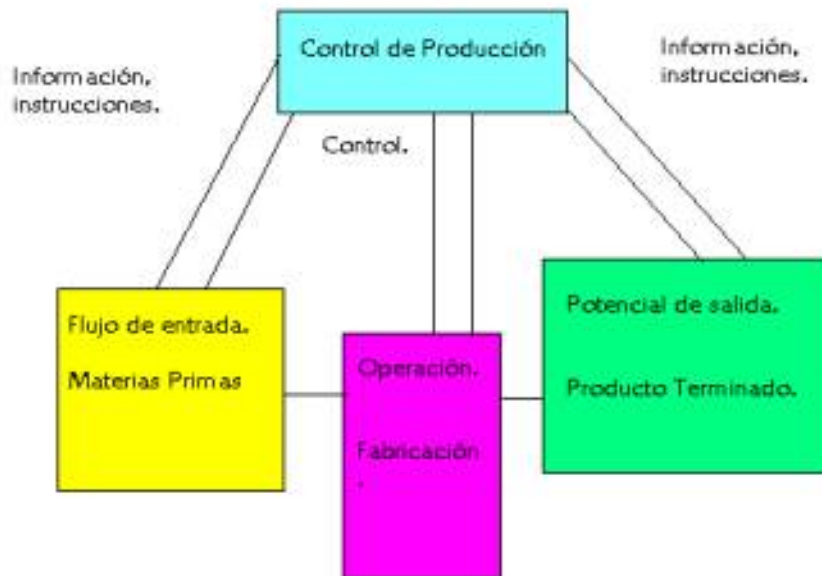 Control de Producción
Información,
instrucciones.
Información,
instrucciones.
Control.
Flujo de entrada.
Materias Primas
Operación.
Fabricación
.
Potencial de salida.
Producto Terminado.